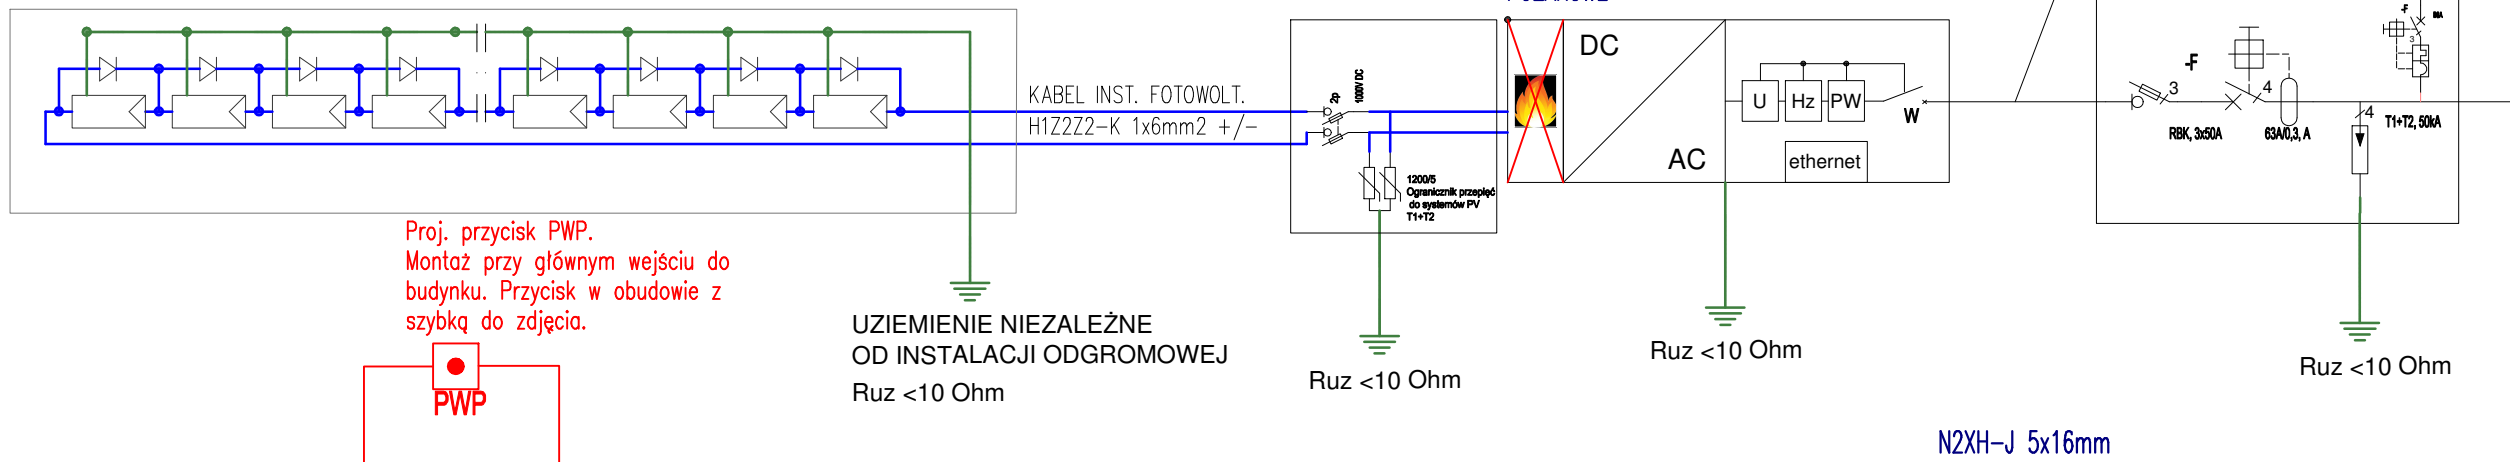 KABEL INST. FOTOWOLT.
H1Z2Z2-K 1x6mm2 +/-
2p
1000V DC
1200/5
Ogranicznik przepięć
do systemów PV
T1+T2
DC
AC
U
Hz
PW
W
ethernet
-F
3
4
RBK, 3x50A
63A/0,3, A
4
T1+T2, 50kA
-F
3
Proj. przycisk PWP.
Montaż przy głównym wejściu do
budynku. Przycisk w obudowie z
szybką do zdjęcia.
PWP
UZIEMIENIE NIEZALEŻNE
OD INSTALACJI ODGROMOWEJ
Ruz <10 Ohm
Ruz <10 Ohm
Ruz <10 Ohm
Ruz <10 Ohm
N2XH-J 5x16mm